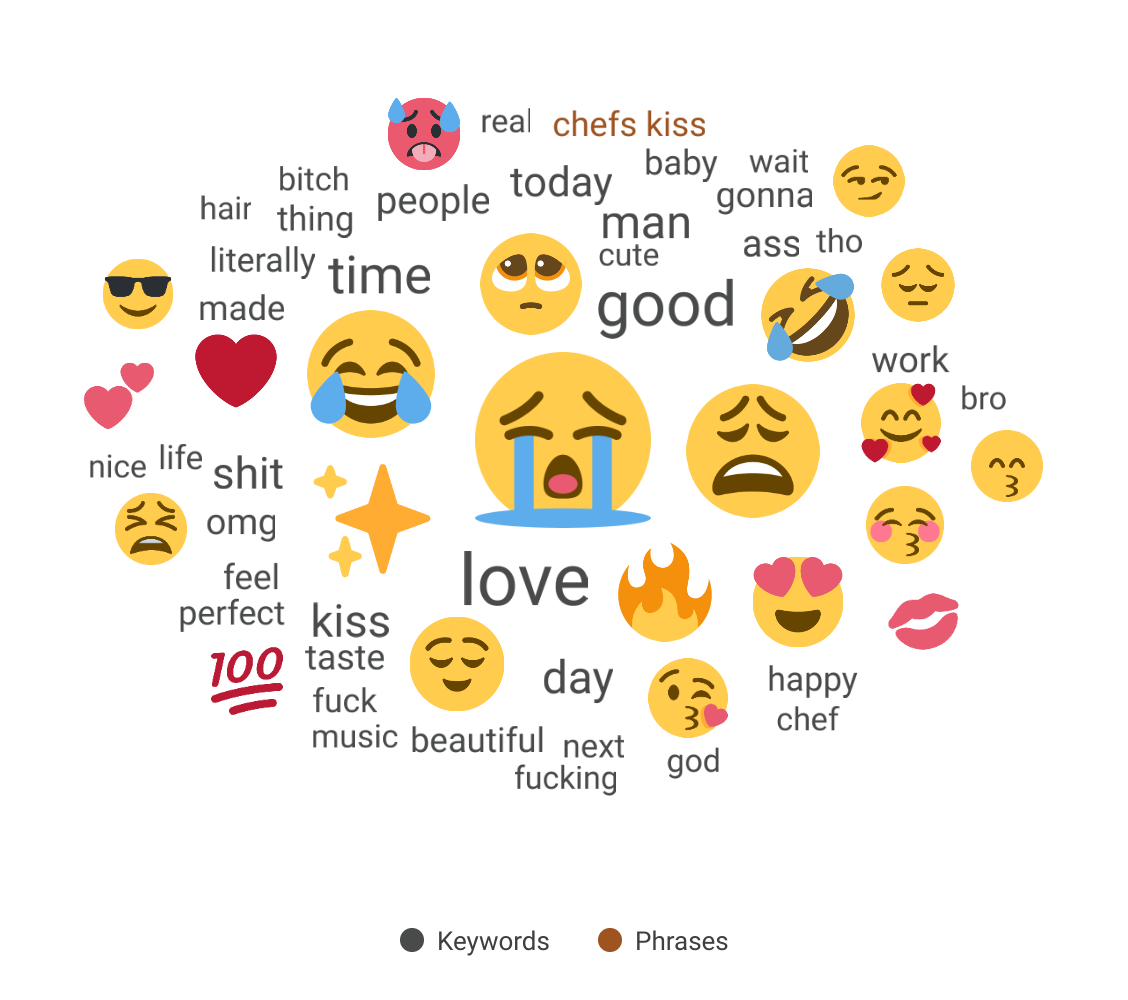 real chefs kiss
baby wait
bitch
today
gonna
people
hair
thing
man
ass tho
cute
literally
time
good
made
work
bro
nice life shit
omg
love
feel
perfect
kiss
100
taste
day
happy
fuck
chef
music beautiful next
god
fucking
Keywords Phrases